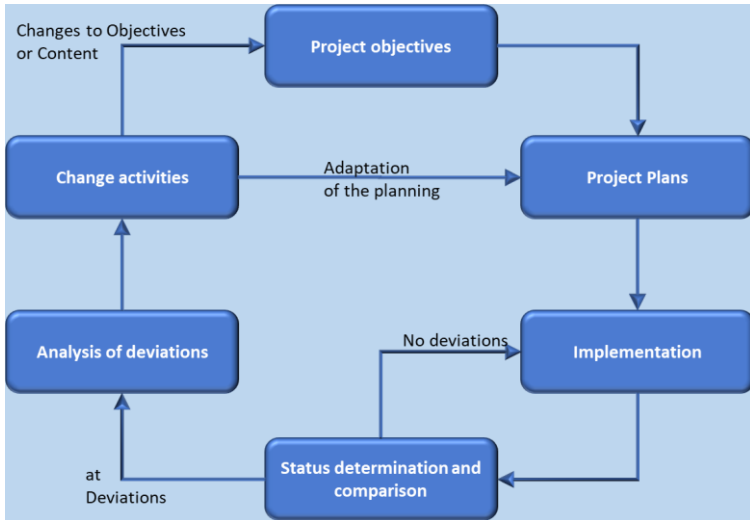 Changes to Objectives
or Content
Project objectives
Change activities
Adaptation
of the planning
Project Plans
Analysis of deviations
No deviations
Implementation
at
Deviations
Status determination and
comparison